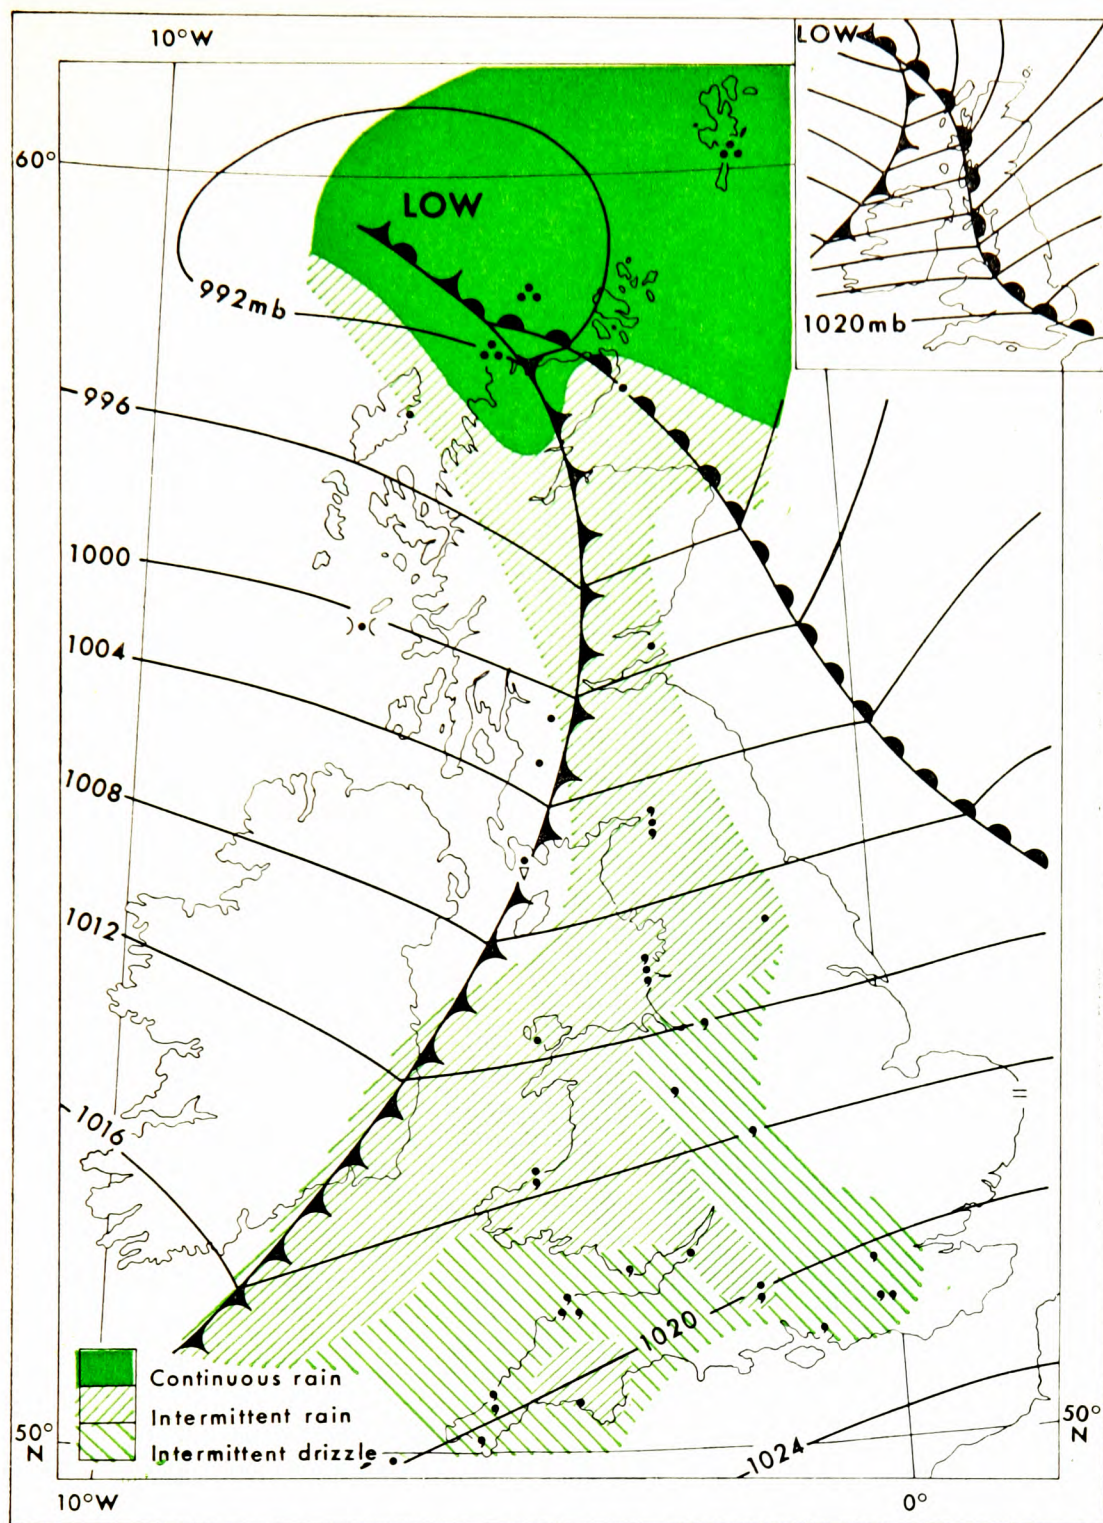 10°W
LOW
60°
LOW
992mb
1020mb
996
1000
1004
1008
1012
1016
1020
Continuous rain
Intermittent rain
Intermittent drizzle
50°
N
50°
N
1024
10°W
0°